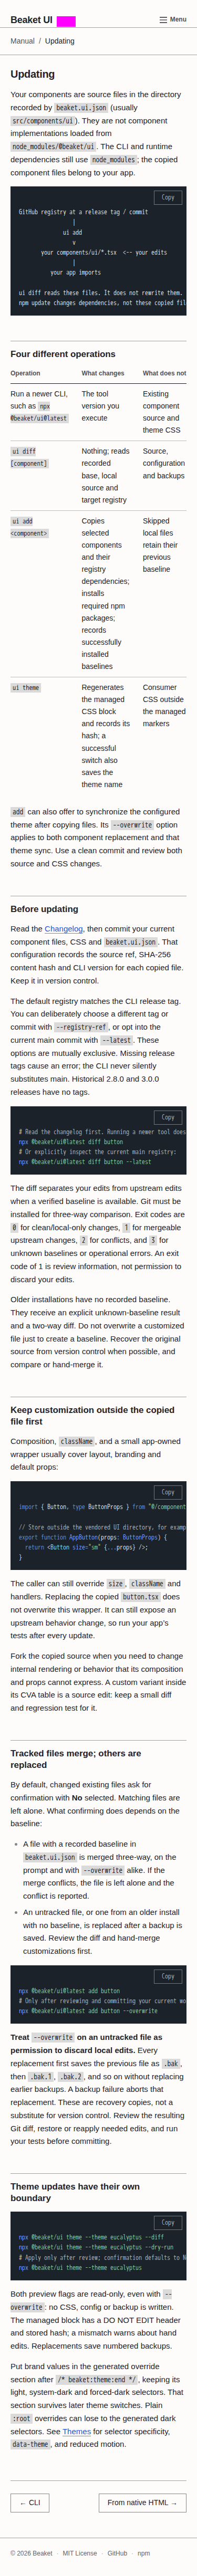 Beaket UI
Menu
Manual / Updating
Updating
Your components are source files in the directory
recorded by beaket.ui.json (usually
src/components/ui). They are not component
implementations loaded from
node_modules/@beaket/ui. The CLI and runtime
dependencies still use node_modules; the copied
component files belong to your app.
Copy
GitHub registry at a release tag / commit
|
ui add
v
your components/ui/*.tsx <-- your edits
|
your app imports
ui diff reads these files. It does not rewrite them.
npm update changes dependencies, not these copied fil
Four different operations
Operation What changes What does not
Run a newer CLI, such as npx @beaket/ui@latest
The tool version you execute
Existing component source and theme CSS
ui diff [component]
Nothing; reads recorded base, local source and target registry
Source, configuration and backups
ui add <component>
Copies selected components and their registry dependencies; installs required npm packages; records successfully installed baselines
Skipped local files retain their previous baseline
ui theme
Regenerates the managed CSS block and records its hash; a successful switch also saves the theme name
Consumer CSS outside the managed markers
add can also offer to synchronize the configured
theme after copying files. Its --overwrite option
applies to both component replacement and that
theme sync. Use a clean commit and review both
source and CSS changes.
Before updating
Read the Changelog, then commit your current
component files, CSS and beaket.ui.json. That
configuration records the source ref, SHA-256
content hash and CLI version for each copied file.
Keep it in version control.
The default registry matches the CLI release tag.
You can deliberately choose a different tag or
commit with --registry-ref, or opt into the
current main commit with --latest. These
options are mutually exclusive. Missing release
tags cause an error; the CLI never silently
substitutes main. Historical 2.8.0 and 3.0.0
releases have no tags.
Copy
# Read the changelog first. Running a newer tool does
npx @beaket/ui@latest diff button
# Or explicitly inspect the current main registry:
npx @beaket/ui@latest diff button --latest
The diff separates your edits from upstream edits
when a verified baseline is available. Git must be
installed for three-way comparison. Exit codes are
0 for clean/local-only changes, 1 for mergeable
upstream changes, 2 for conflicts, and 3 for
unknown baselines or operational errors. An exit
code of 1 is review information, not permission to
discard your edits.
Older installations have no recorded baseline.
They receive an explicit unknown-baseline result
and a two-way diff. Do not overwrite a customized
file just to create a baseline. Recover the original
source from version control when possible, and
compare or hand-merge it.
Keep customization outside the copied
file first
Composition, className, and a small app-owned
wrapper usually cover layout, branding and
default props:
Copy
import { Button, type ButtonProps } from "@/component
// Store outside the vendored UI directory, for examp
export function AppButton(props: ButtonProps) {
return <Button size="sm" {...props} />;
}
The caller can still override size, className and
handlers. Replacing the copied button.tsx does
not overwrite this wrapper. It can still expose an
upstream behavior change, so run your app's
tests after every update.
Fork the copied source when you need to change
internal rendering or behavior that its composition
and props cannot express. A custom variant inside
its CVA table is a source edit: keep a small diff
and regression test for it.
Tracked files merge; others are
replaced
By default, changed existing files ask for
confirmation with No selected. Matching files are
left alone. What confirming does depends on the
baseline:
A file with a recorded baseline in
beaket.ui.json is merged three-way, on the
prompt and with --overwrite alike. If the
merge conflicts, the file is left alone and the
conflict is reported.
An untracked file, or one from an older install
with no baseline, is replaced after a backup is
saved. Review the diff and hand-merge
customizations first.
Copy
npx @beaket/ui@latest add button
# Only after reviewing and committing your current wo
npx @beaket/ui@latest add button --overwrite
Treat --overwrite on an untracked file as
permission to discard local edits. Every
replacement first saves the previous file as .bak,
then .bak.1, .bak.2, and so on without replacing
earlier backups. A backup failure aborts that
replacement. These are recovery copies, not a
substitute for version control. Review the resulting
Git diff, restore or reapply needed edits, and run
your tests before committing.
Theme updates have their own
boundary
Copy
npx @beaket/ui theme --theme eucalyptus --diff
npx @beaket/ui theme --theme eucalyptus --dry-run
# Apply only after review; confirmation defaults to N
npx @beaket/ui theme --theme eucalyptus
Both preview flags are read-only, even with --
overwrite: no CSS, config or backup is written.
The managed block has a DO NOT EDIT header
and stored hash; a mismatch warns about hand
edits. Replacements save numbered backups.
Put brand values in the generated override
section after /* beaket:theme:end */, keeping its
light, system-dark and forced-dark selectors. That
section survives later theme switches. Plain
:root overrides can lose to the generated dark
selectors. See Themes for selector specificity,
data-theme, and reduced motion.
← CLI
From native HTML →
© 2026 Beaket · MIT License · GitHub · npm